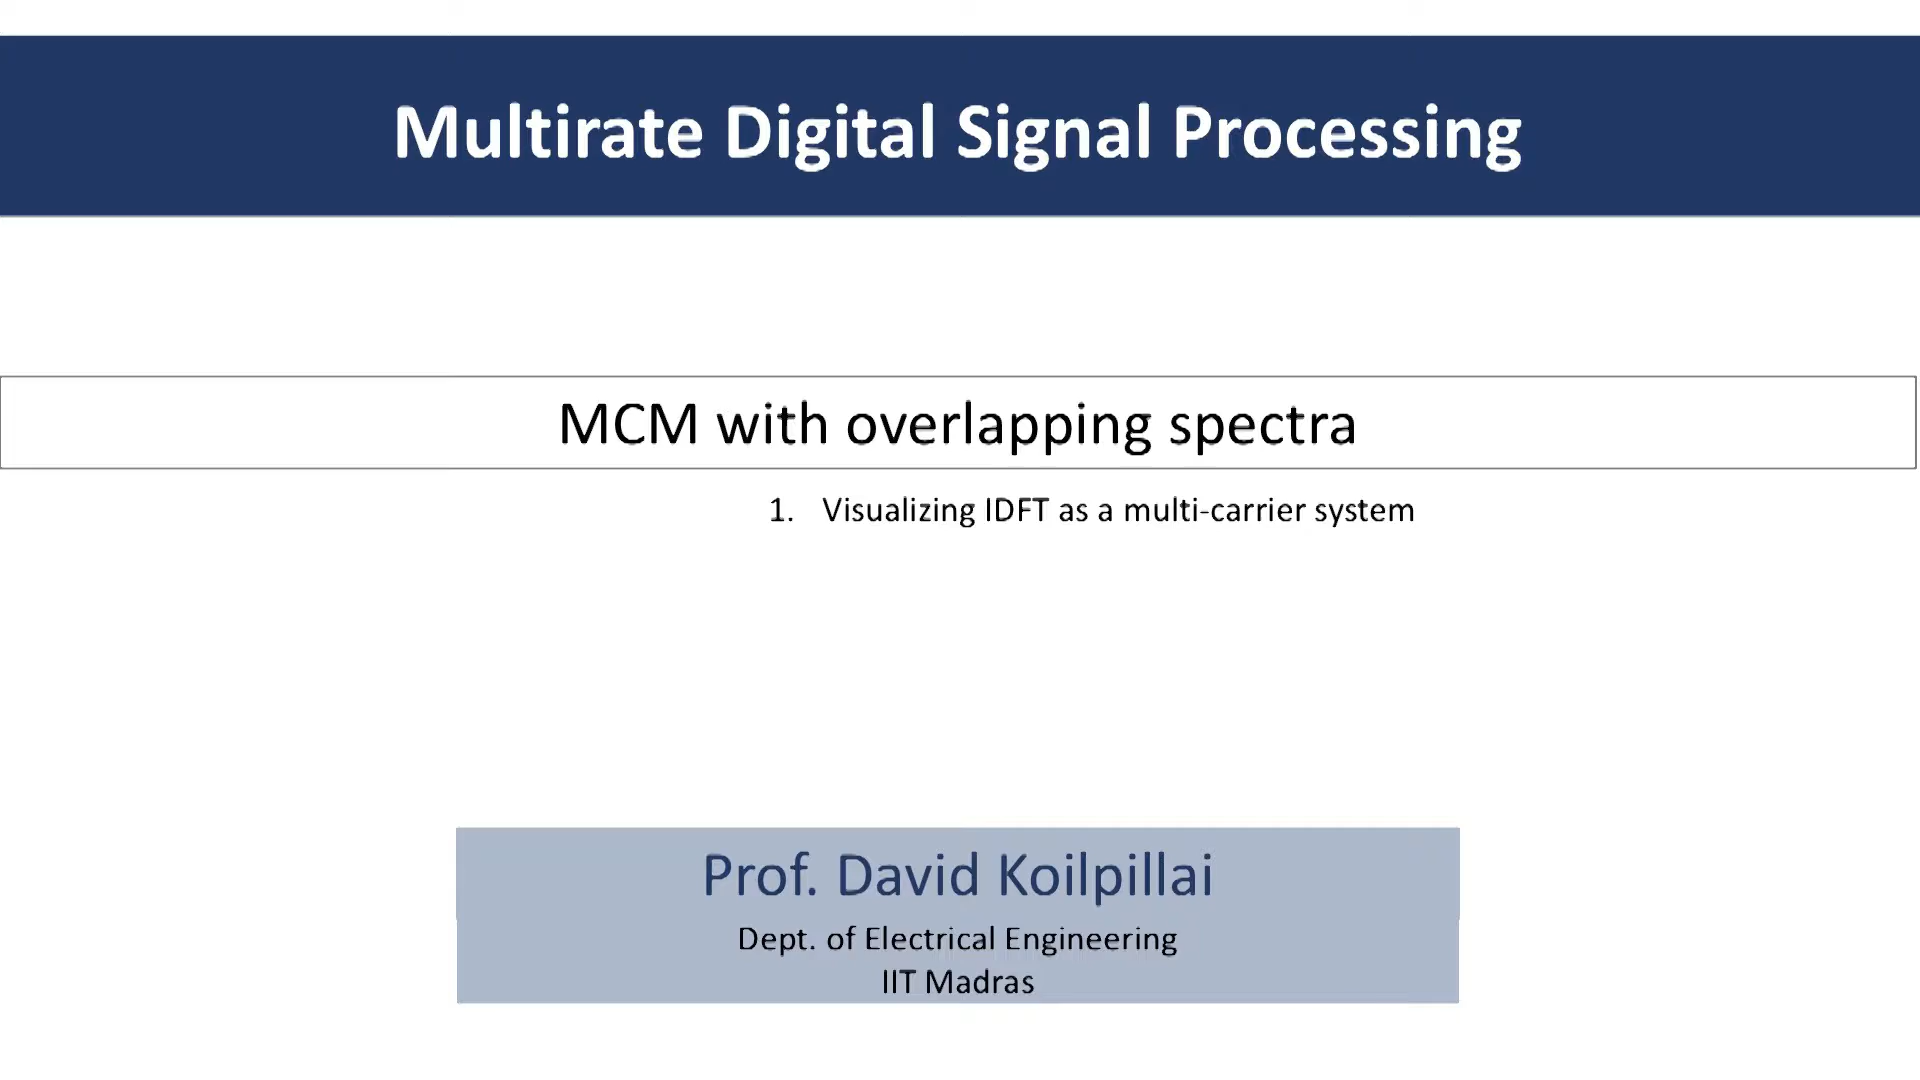 Multirate Digital Signal Processing
MCM with overlapping spectra
1. Visualizing IDFT as a multi-carrier system
Prof. David Koilpillai
Dept. of Electrical Engineering
IIT Madras